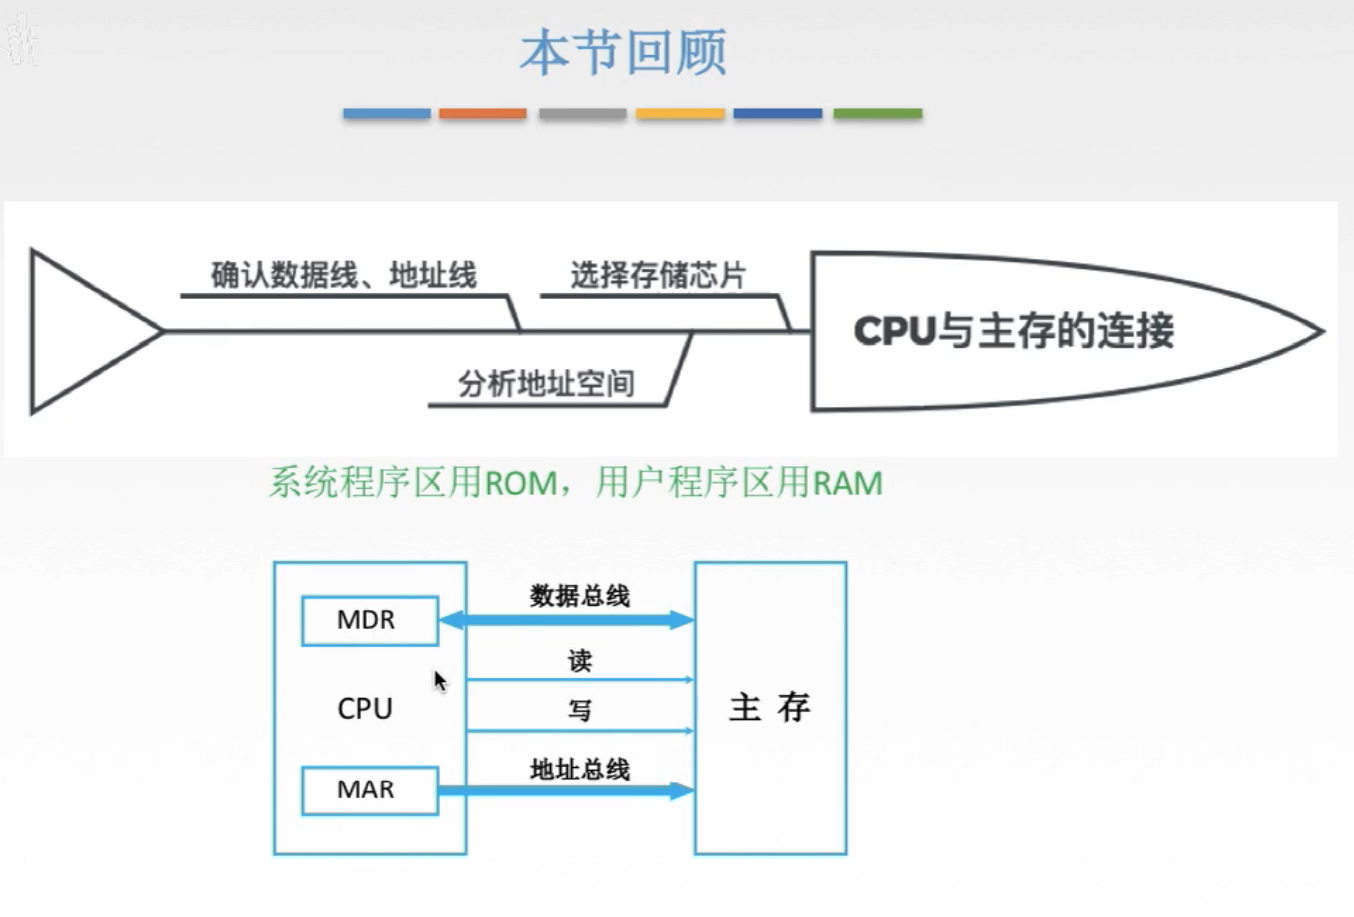 本节回顾
确认数据线、地址线
选择存储芯片
CPU与主存的连接
分析地址空间
系统程序区用ROM，用户程序区用RAM
数据总线
MDR
读
CPU
写
主 存
地址总线
MAR